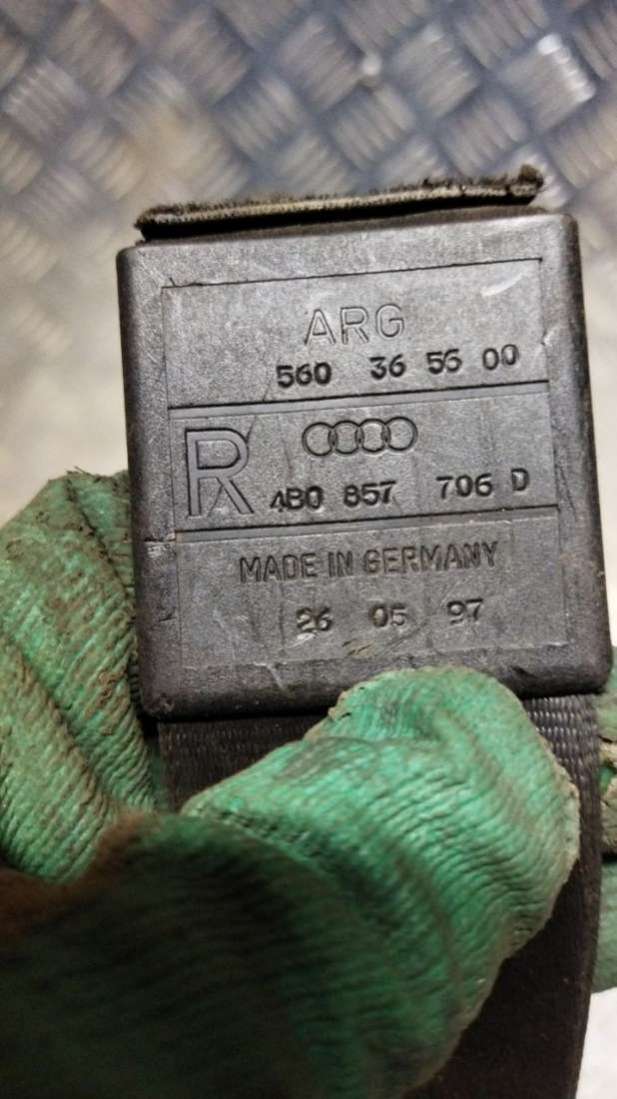 ARG
560 36 56 00
R
4B0 857 706 D
MADE IN GERMANY
26 05 97